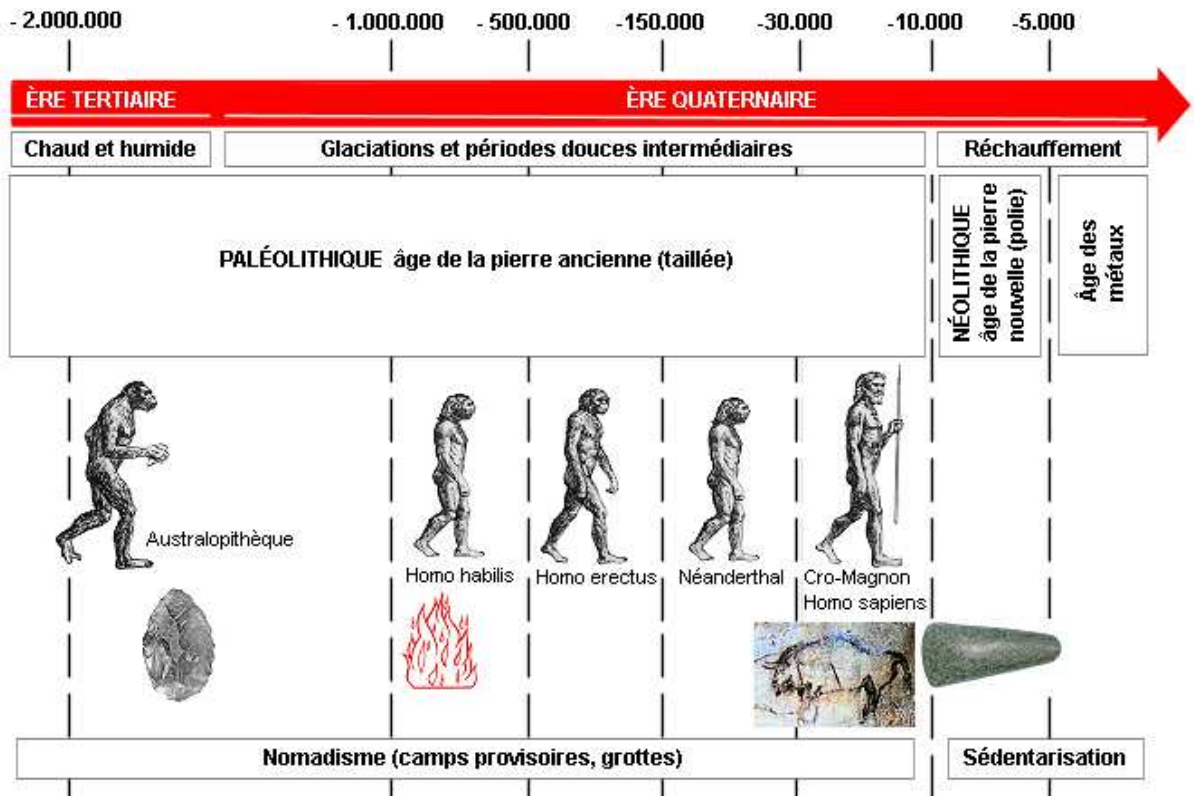 - 2.000.000 - 1.000.000 - 500.000 -150.000 -30.000 -10.000 -5.000
ÈRE TERTIAIRE ÈRE QUATERNAIRE
Chaud et humide Glaciations et périodes douces intermédiaires Réchauffement
PALÉOLITHIQUE âge de la pierre ancienne (taillée)
NÉOLITHIQUE
âge de la pierre
nouvelle (polie)
Âge des
métaux
Australopithèque
Homo habilis Homo erectus Néanderthal Cro-Magnon
Homo sapiens
Nomadisme (camps provisoires, grottes) Sédentarisation